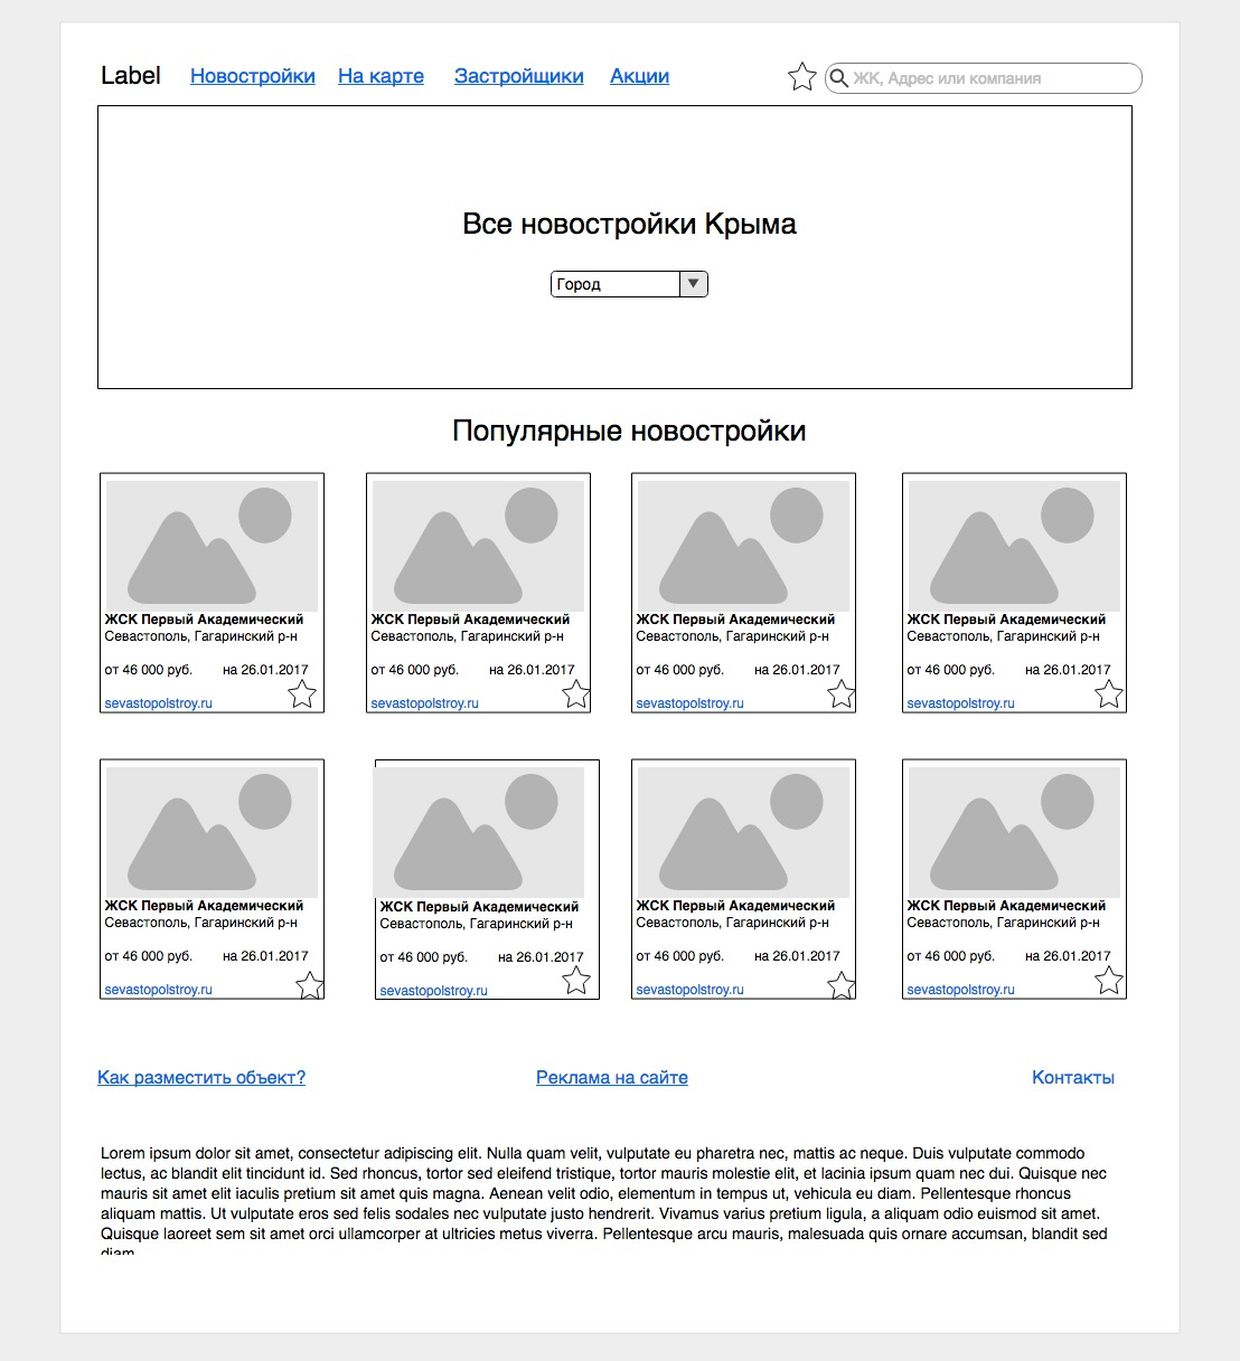 Label Новостройки На карте Застройщики Акции ЖК, Адрес или компания
Все новостройки Крыма
Город
Популярные новостройки
ЖСК Первый Академический
Севастополь, Гагаринский р-н
от 46 000 руб. на 26.01.2017
sevastopolstroy.ru
ЖСК Первый Академический
Севастополь, Гагаринский р-н
от 46 000 руб. на 26.01.2017
sevastopolstroy.ru
ЖСК Первый Академический
Севастополь, Гагаринский р-н
от 46 000 руб. на 26.01.2017
sevastopolstroy.ru
ЖСК Первый Академический
Севастополь, Гагаринский р-н
от 46 000 руб. на 26.01.2017
sevastopolstroy.ru
ЖСК Первый Академический
Севастополь, Гагаринский р-н
от 46 000 руб. на 26.01.2017
sevastopolstroy.ru
ЖСК Первый Академический
Севастополь, Гагаринский р-н
от 46 000 руб. на 26.01.2017
sevastopolstroy.ru
ЖСК Первый Академический
Севастополь, Гагаринский р-н
от 46 000 руб. на 26.01.2017
sevastopolstroy.ru
ЖСК Первый Академический
Севастополь, Гагаринский р-н
от 46 000 руб. на 26.01.2017
sevastopolstroy.ru
Как разместить объект? Реклама на сайте Контакты
Lorem ipsum dolor sit amet, consectetur adipiscing elit. Nulla quam velit, vulputate eu pharetra nec, mattis ac neque. Duis vulputate commodo
lectus, ac blandit elit tincidunt id. Sed rhoncus, tortor sed eleifend tristique, tortor mauris molestie elit, et lacinia ipsum quam nec dui. Quisque nec
mauris sit amet elit iaculis pretium sit amet quis magna. Aenean velit odio, elementum in tempus ut, vehicula eu diam. Pellentesque rhoncus
aliquam mattis. Ut vulputate eros sed felis sodales nec vulputate justo hendrerit. Vivamus varius pretium ligula, a aliquam odio euismod sit amet.
Quisque laoreet sem sit amet orci ullamcorper at ultricies metus viverra. Pellentesque arcu mauris, malesuada quis ornare accumsan, blandit sed
diam